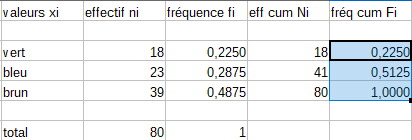 valeurs xi effectif ni fréquence fi eff cum Ni fréq cum Fi
vert 18 0,2250 18 0,2250
bleu 23 0,2875 41 0,5125
brun 39 0,4875 80 1,0000
total 80 1